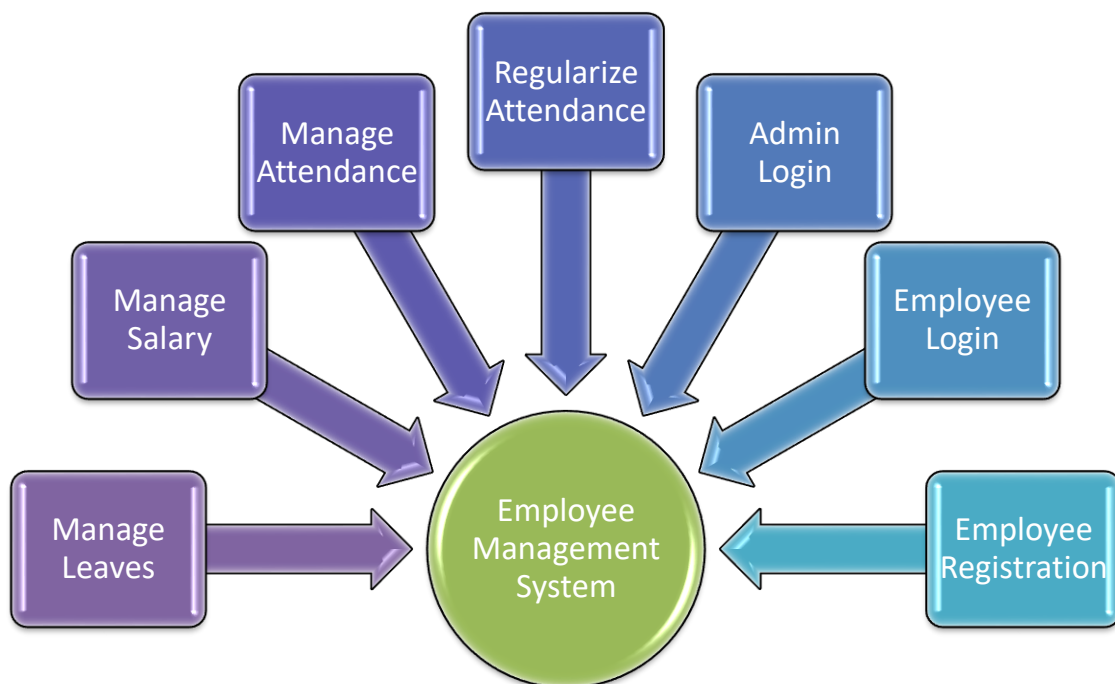 Regularize
Attendance
Manage
Attendance
Admin
Login
Manage
Salary
Employee
Login
Manage
Leaves
Employee
Management
System
Employee
Registration